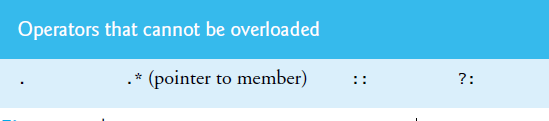 Operators that cannot be overloaded
. .* (pointer to member) :: ?: